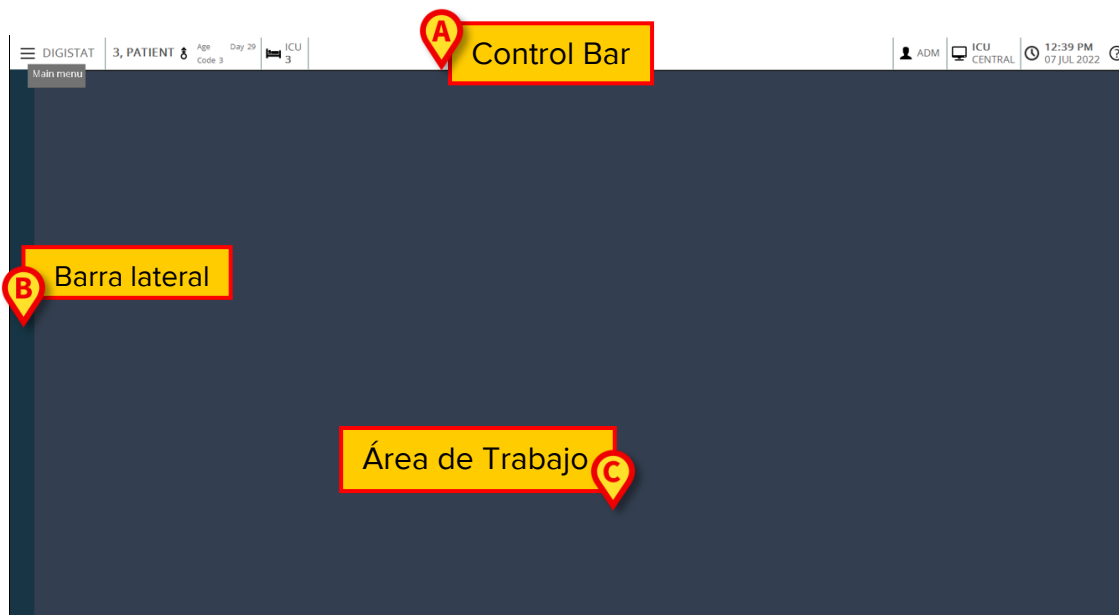 A
Control Bar
DIGISTAT
3, PATIENT
Age Day 29
Code 3
ICU
3
ADM
ICU
CENTRAL
12:39 PM
07 JUL 2022
?
Main menu
B
Barra lateral
Área de Trabajo
C